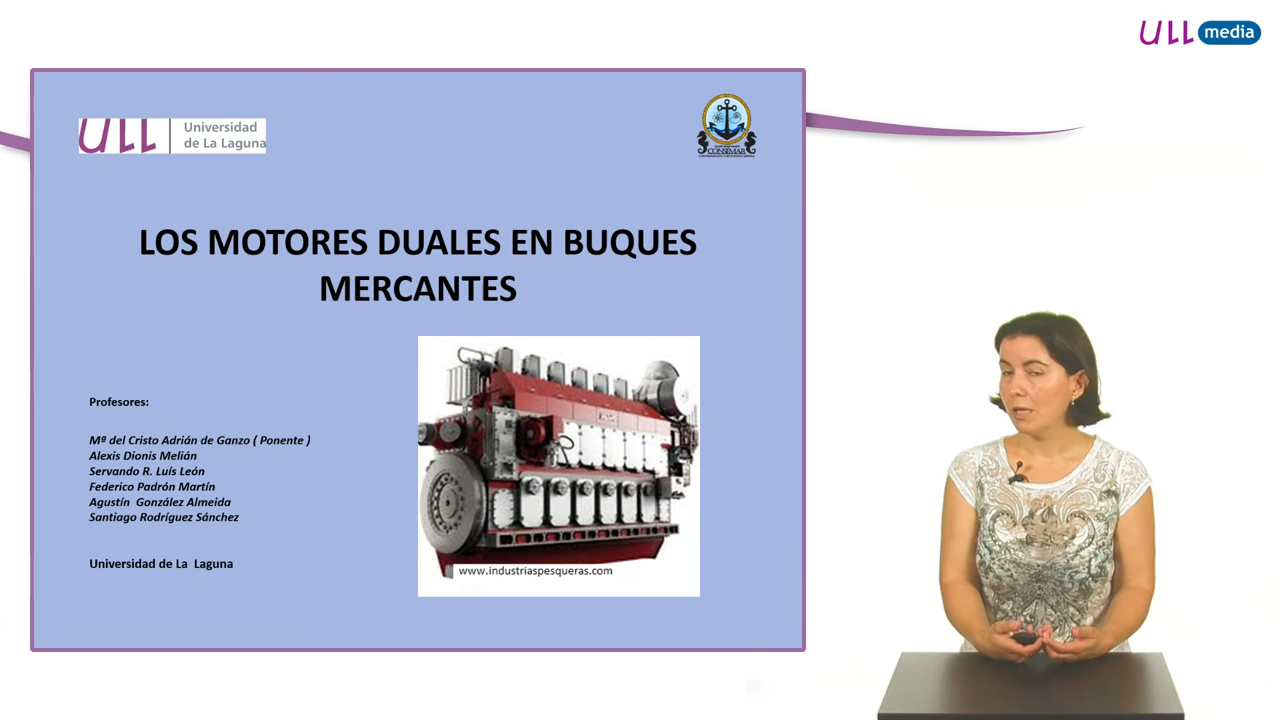 ULL media
ULL Universidad
de La Laguna
CONSEMAR
LOS MOTORES DUALES EN BUQUES
MERCANTES
Profesores:
Mª del Cristo Adrián de Ganzo ( Ponente )
Alexis Dionis Melián
Servando R. Luís León
Federico Padrón Martín
Agustín González Almeida
Santiago Rodríguez Sánchez
Universidad de La Laguna
www.industriaspesqueras.com